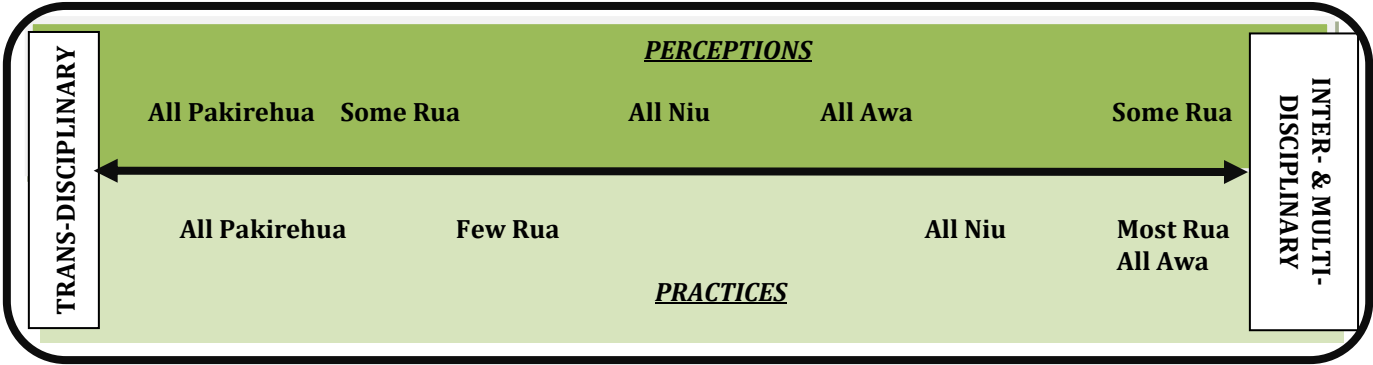 TRANS-DISCIPLINARY
PERCEPTIONS
All Pakirehua Some Rua All Niu All Awa Some Rua
All Pakirehua Few Rua All Niu Most Rua
All Awa
PRACTICES
INTER- & MULTI-
DISCIPLINARY